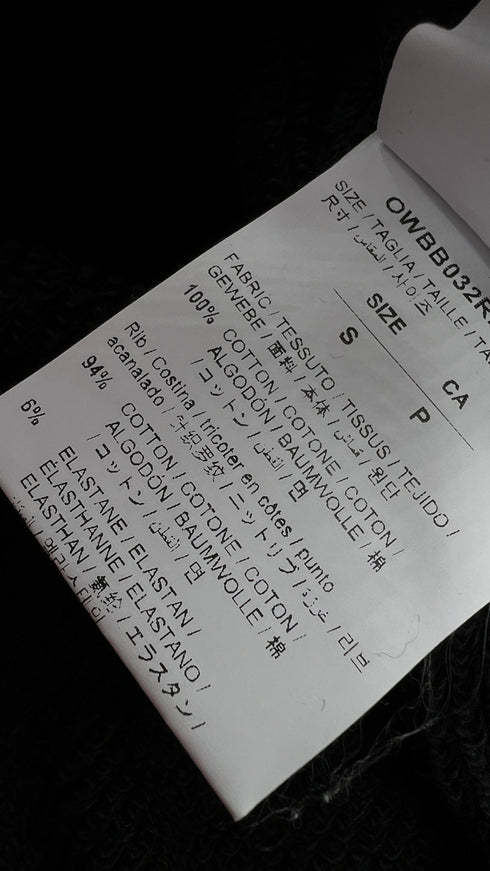 OWBB032R
SIZE / TAGLIA / TAILLE / TA
尺寸 / المقاس / 사이즈
SIZE CA
S P
FABRIC / TESSUTO / TISSUS / TEJIDO /
GEWEBE / 面料 / 本体 / قماش / 원단
100% COTTON / COTONE / COTON /
ALGODÓN / BAUMWOLLE / 棉
/ コットン / القطن / 면
Rib / Costina / tricoter en côtes / punto
acanalado / 针织罗纹 / ニットリブ / غرزة / 리브
94% COTTON / COTONE / COTON /
ALGODÓN / BAUMWOLLE / 棉
/ コットン / القطن / 면
6% ELASTANE / ELASTAN /
ELASTHANNE / ELASTANO /
ELASTHAN / 氨纶 / エラスタン /